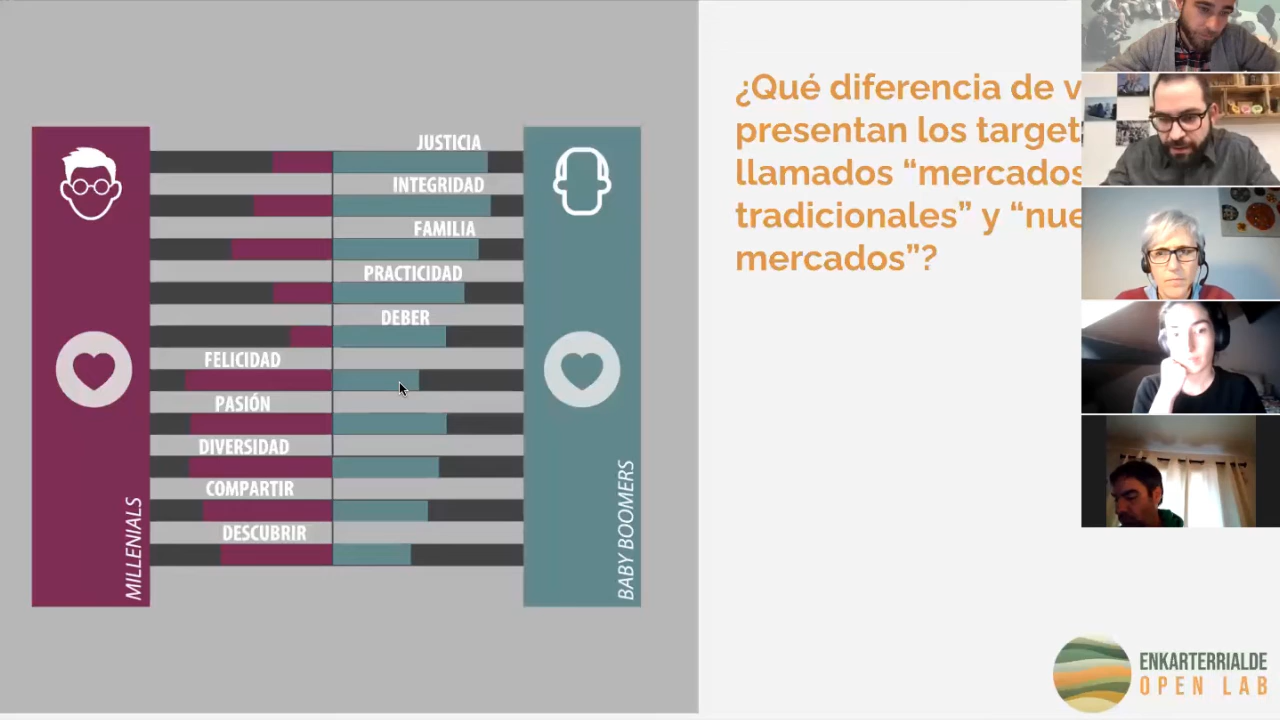 JUSTICIA
INTEGRIDAD
FAMILIA
PRACTICIDAD
DEBER
FELICIDAD
PASIÓN
DIVERSIDAD
COMPARTIR
DESCUBRIR
MILLENIALS
BABY BOOMERS
¿Qué diferencia de v
presentan los target
llamados “mercados
tradicionales” y “nue
mercados”?
ENKARTERRIALDE
OPEN LAB